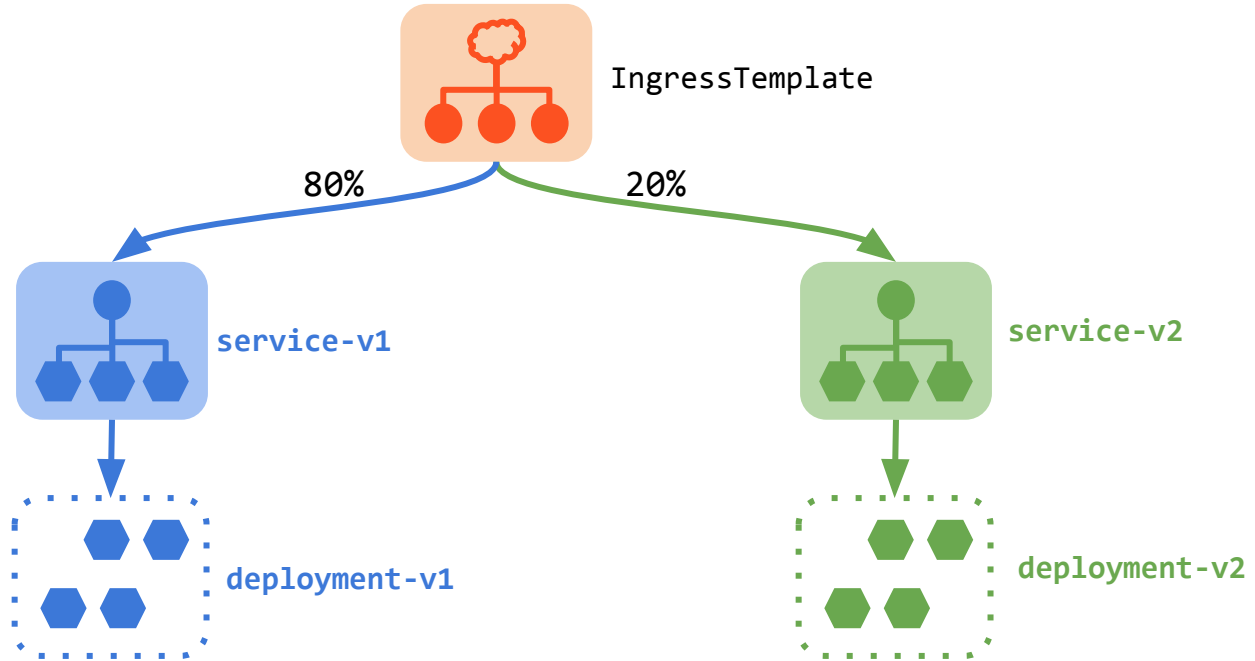 IngressTemplate
80%
20%
service-v1
service-v2
deployment-v1
deployment-v2